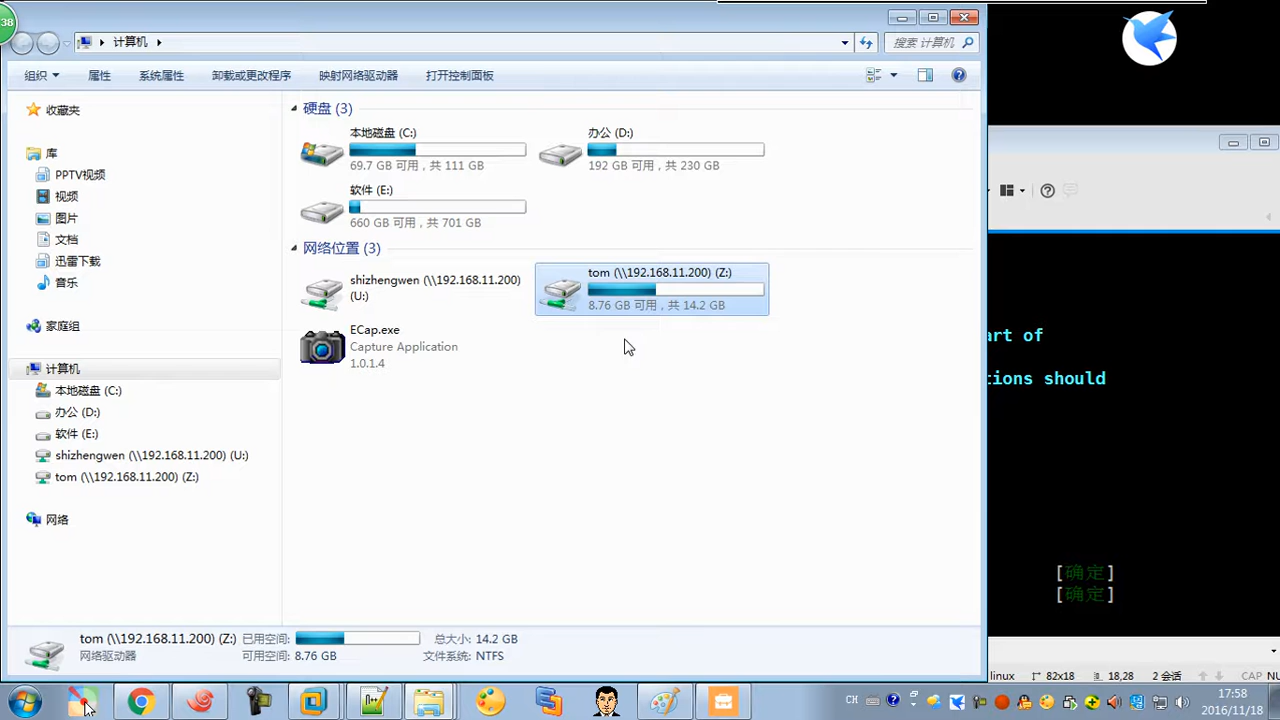 38
计算机
搜索 计算机
组织 属性 系统属性 卸载或更改程序 映射网络驱动器 打开控制面板
收藏夹
库
PPTV视频
视频
图片
文档
迅雷下载
音乐
家庭组
计算机
本地磁盘 (C:)
办公 (D:)
软件 (E:)
shizhengwen (\\192.168.11.200) (U:)
tom (\\192.168.11.200) (Z:)
网络
硬盘 (3)
本地磁盘 (C:)
69.7 GB 可用，共 111 GB
办公 (D:)
192 GB 可用，共 230 GB
软件 (E:)
660 GB 可用，共 701 GB
网络位置 (3)
shizhengwen (\\192.168.11.200)
(U:)
tom (\\192.168.11.200) (Z:)
8.76 GB 可用，共 14.2 GB
ECap.exe
Capture Application
1.0.1.4
art of
tions should
[确定]
[确定]
tom (\\192.168.11.200) (Z:) 已用空间: 总大小: 14.2 GB
网络驱动器 可用空间: 8.76 GB 文件系统: NTFS
linux 82x18 18,28 2 会话 CAP NU
CH
17:58
2016/11/18